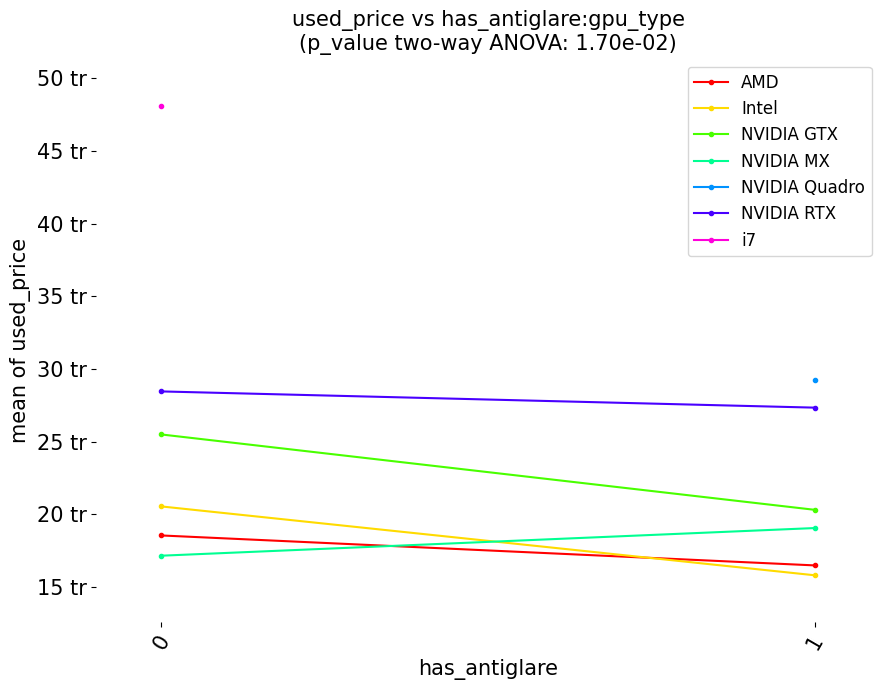 used_price vs has_antiglare:gpu_type
(p_value two-way ANOVA: 1.70e-02)
AMD
Intel
NVIDIA GTX
NVIDIA MX
NVIDIA Quadro
NVIDIA RTX
i7
50 tr
45 tr
40 tr
35 tr
30 tr
25 tr
20 tr
15 tr
mean of used_price
0
1
has_antiglare